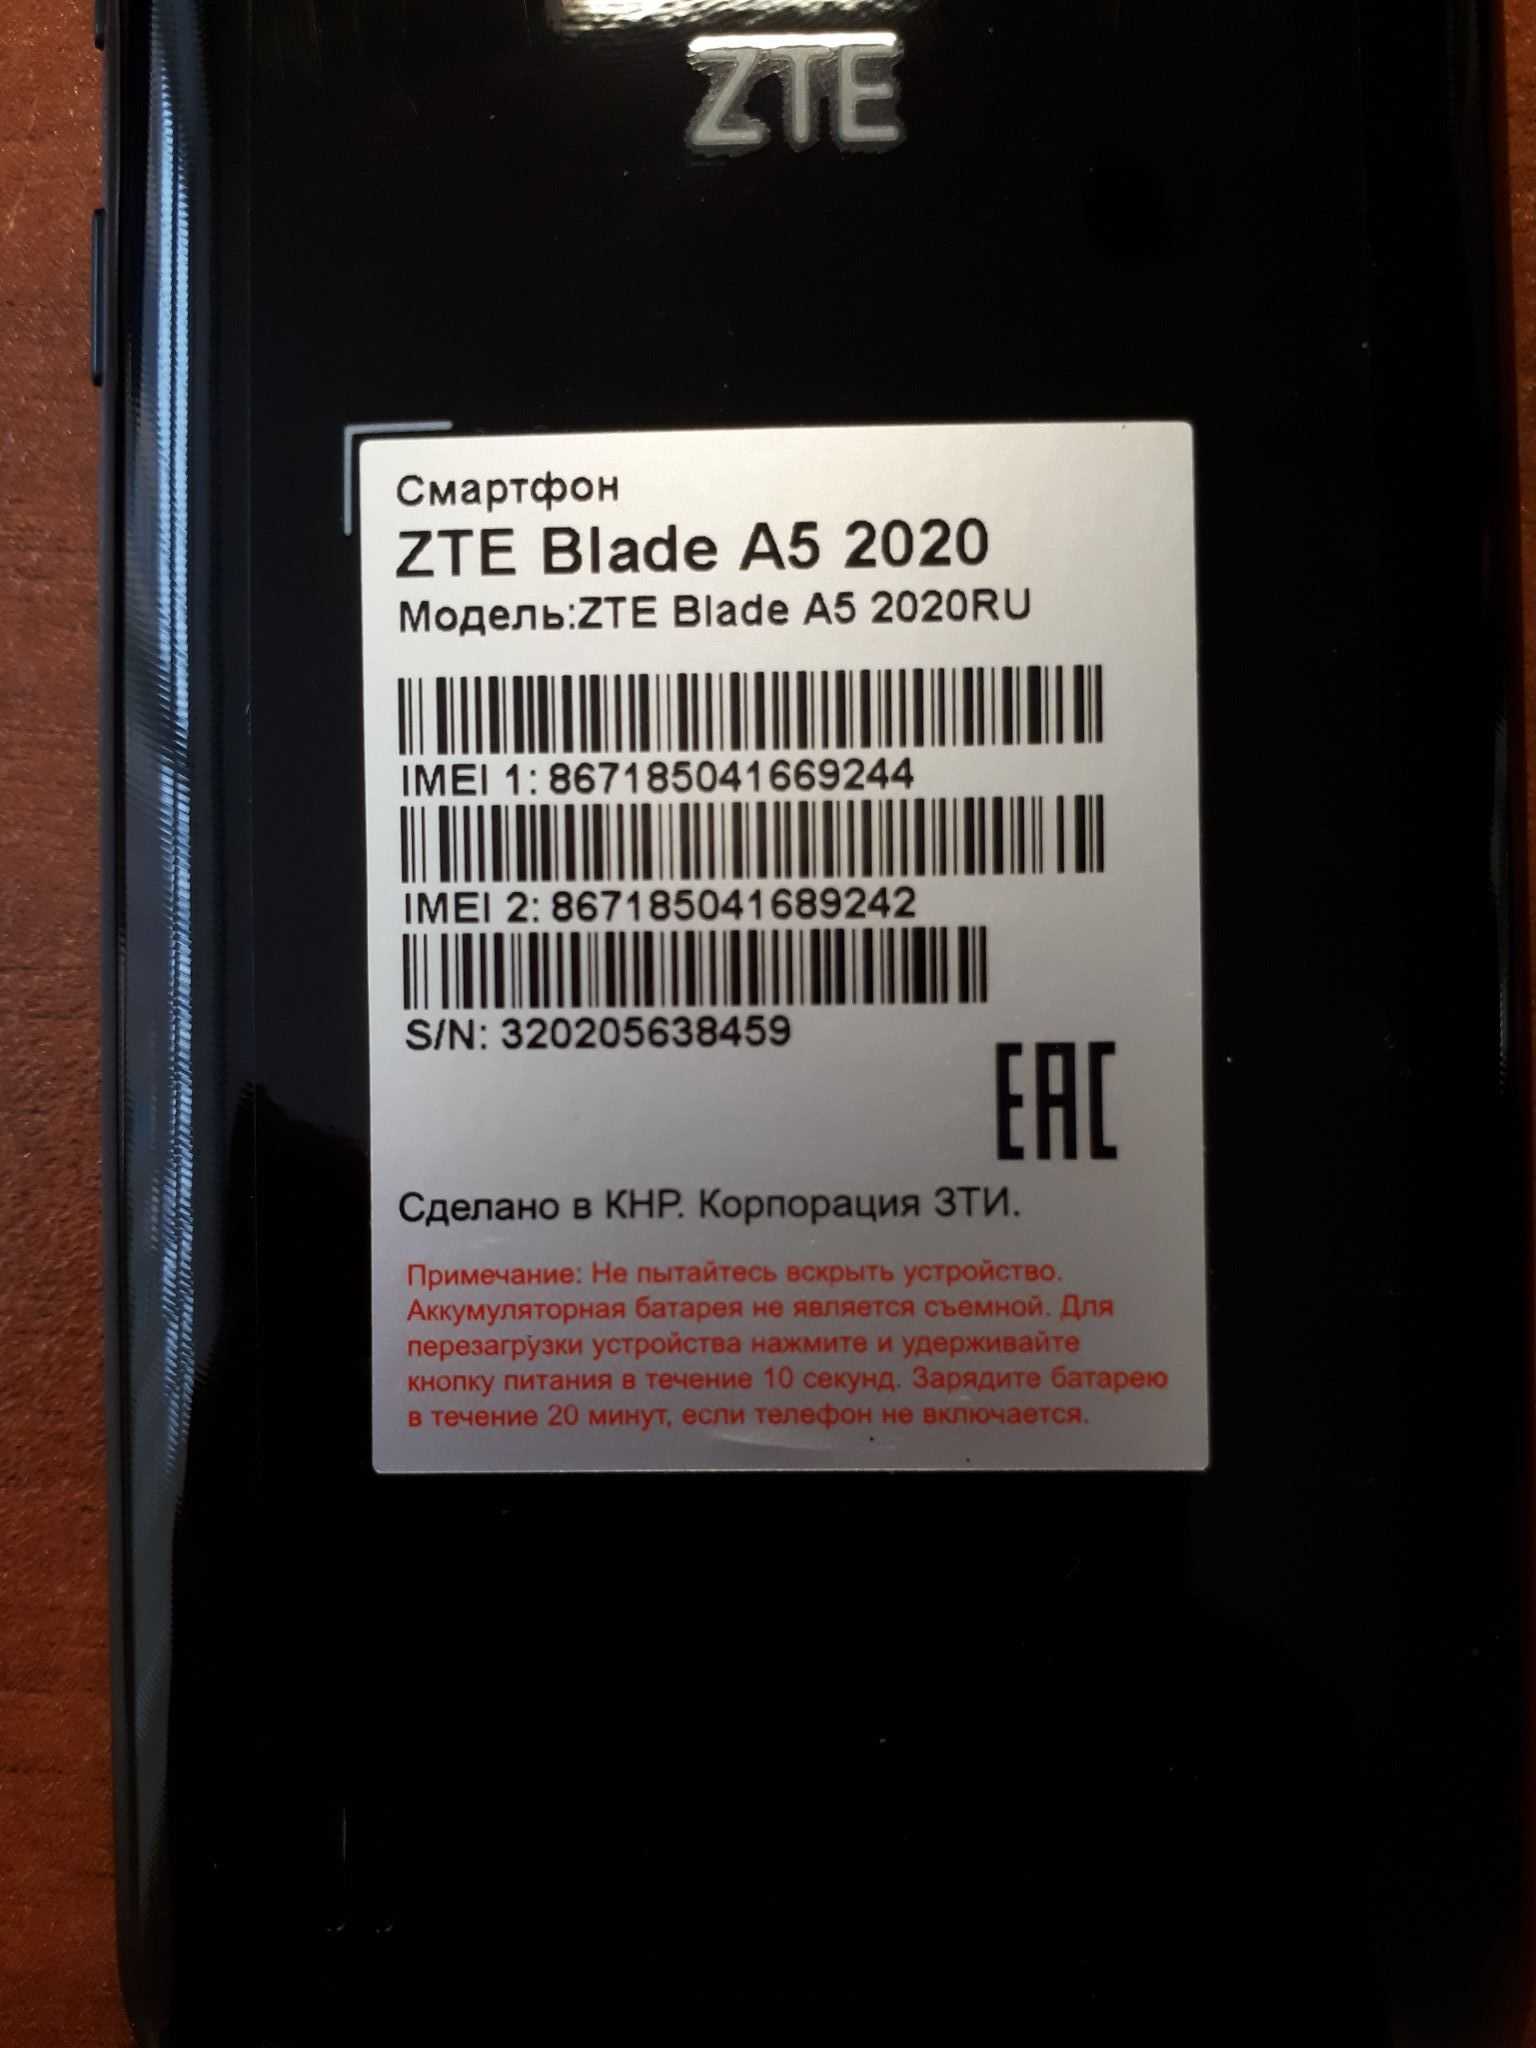 ZTE
Смартфон
ZTE Blade A5 2020
Модель:ZTE Blade A5 2020RU
IMEI 1: 867185041669244
IMEI 2: 867185041689242
S/N: 320205638459
EAC
Сделано в КНР. Корпорация ЗТИ.
Примечание: Не пытайтесь вскрыть устройство.
Аккумуляторная батарея не является съемной. Для
перезагрузки устройства нажмите и удерживайте
кнопку питания в течение 10 секунд. Зарядите батарею
в течение 20 минут, если телефон не включается.